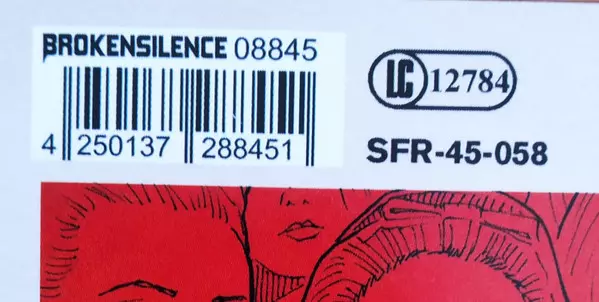 BROKENSILENCE 08845
4 250137 288451
LC 12784
SFR-45-058